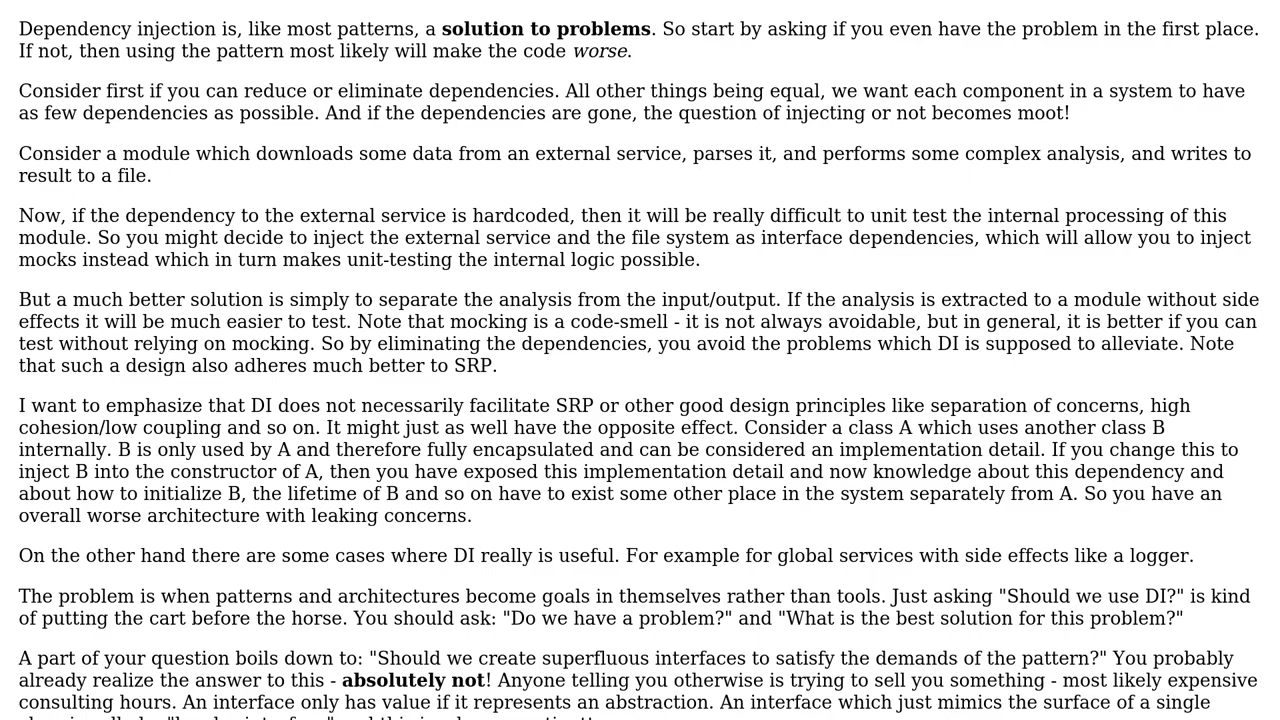 Dependency injection is, like most patterns, a solution to problems. So start by asking if you even have the problem in the first place.
If not, then using the pattern most likely will make the code worse.
Consider first if you can reduce or eliminate dependencies. All other things being equal, we want each component in a system to have
as few dependencies as possible. And if the dependencies are gone, the question of injecting or not becomes moot!
Consider a module which downloads some data from an external service, parses it, and performs some complex analysis, and writes to
result to a file.
Now, if the dependency to the external service is hardcoded, then it will be really difficult to unit test the internal processing of this
module. So you might decide to inject the external service and the file system as interface dependencies, which will allow you to inject
mocks instead which in turn makes unit-testing the internal logic possible.
But a much better solution is simply to separate the analysis from the input/output. If the analysis is extracted to a module without side
effects it will be much easier to test. Note that mocking is a code-smell - it is not always avoidable, but in general, it is better if you can
test without relying on mocking. So by eliminating the dependencies, you avoid the problems which DI is supposed to alleviate. Note
that such a design also adheres much better to SRP.
I want to emphasize that DI does not necessarily facilitate SRP or other good design principles like separation of concerns, high
cohesion/low coupling and so on. It might just as well have the opposite effect. Consider a class A which uses another class B
internally. B is only used by A and therefore fully encapsulated and can be considered an implementation detail. If you change this to
inject B into the constructor of A, then you have exposed this implementation detail and now knowledge about this dependency and
about how to initialize B, the lifetime of B and so on have to exist some other place in the system separately from A. So you have an
overall worse architecture with leaking concerns.
On the other hand there are some cases where DI really is useful. For example for global services with side effects like a logger.
The problem is when patterns and architectures become goals in themselves rather than tools. Just asking "Should we use DI?" is kind
of putting the cart before the horse. You should ask: "Do we have a problem?" and "What is the best solution for this problem?"
A part of your question boils down to: "Should we create superfluous interfaces to satisfy the demands of the pattern?" You probably
already realize the answer to this - absolutely not! Anyone telling you otherwise is trying to sell you something - most likely expensive
consulting hours. An interface only has value if it represents an abstraction. An interface which just mimics the surface of a single